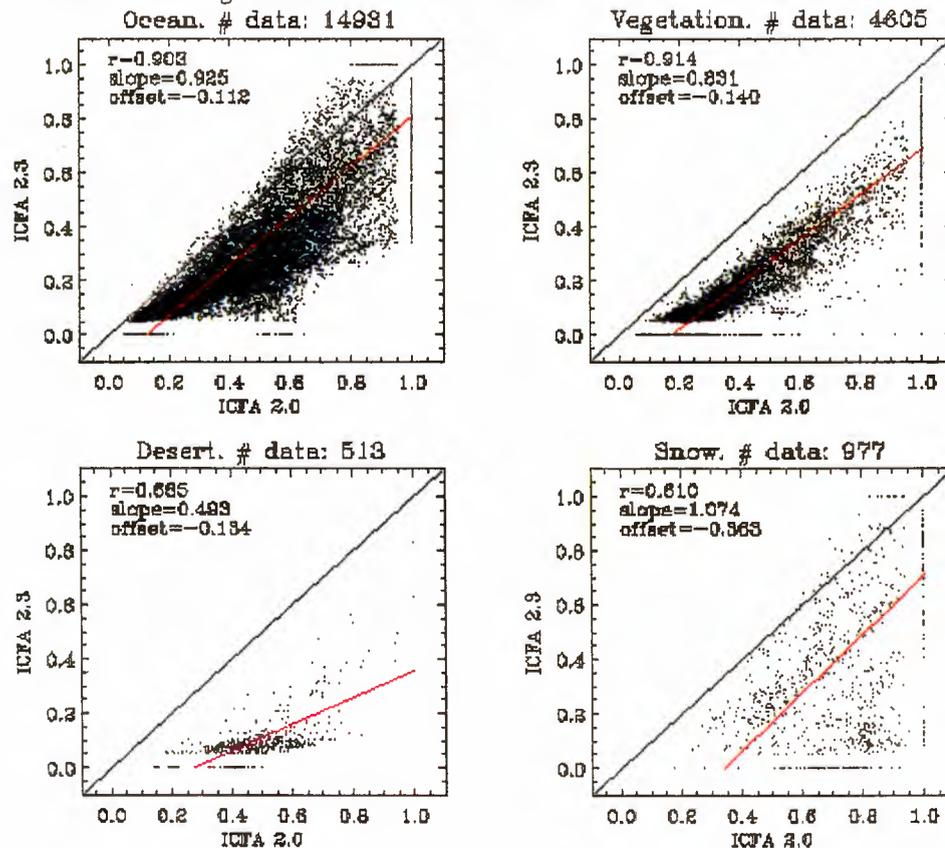 Ocean. # data: 14931
r=0.903
slope=0.925
offset=-0.112
1.0
0.8
0.6
0.4
0.2
0.0
ICFA 2.3
0.0 0.2 0.4 0.6 0.8 1.0
ICFA 2.0
Vegetation. # data: 4605
r=0.914
slope=0.831
offset=-0.140
1.0
0.8
0.6
0.4
0.2
0.0
ICFA 2.3
0.0 0.2 0.4 0.6 0.8 1.0
ICFA 2.0
Desert. # data: 513
r=0.665
slope=0.493
offset=-0.134
1.0
0.8
0.6
0.4
0.2
0.0
ICFA 2.3
0.0 0.2 0.4 0.6 0.8 1.0
ICFA 2.0
Snow. # data: 977
r=0.610
slope=1.074
offset=-0.363
1.0
0.8
0.6
0.4
0.2
0.0
ICFA 2.3
0.0 0.2 0.4 0.6 0.8 1.0
ICFA 2.0